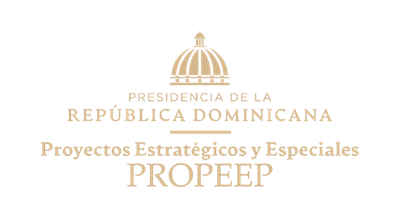 PRESIDENCIA DE LA
REPÚBLICA DOMINICANA
Proyectos Estratégicos y Especiales
PROPEEP